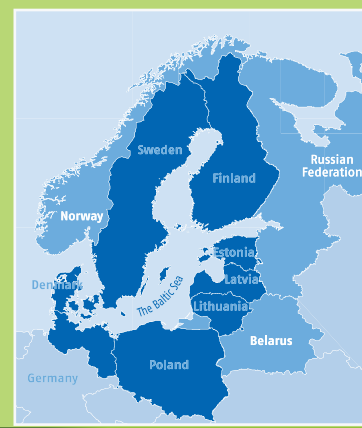 Sweden
Russian
Federation
Finland
Norway
Estonia
Latvia
Denmark
The Baltic Sea
Lithuania
Belarus
Poland
Germany